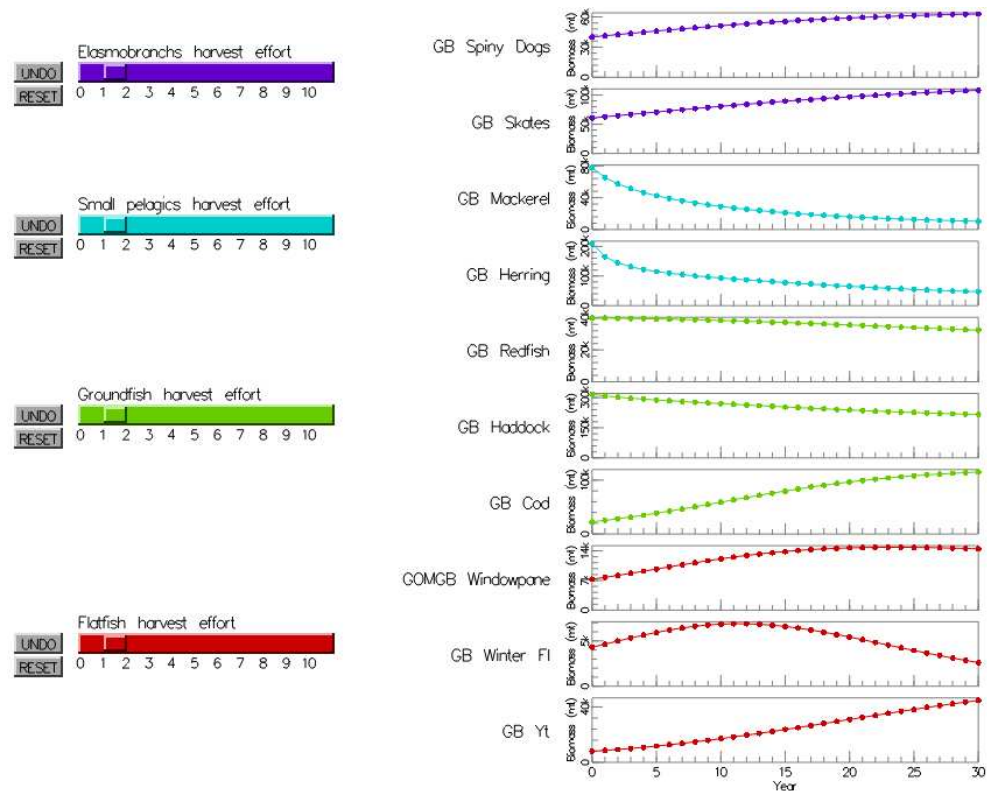 Elasmobranchs harvest effort
UNDO
RESET
0 1 2 3 4 5 6 7 8 9 10
Small pelagics harvest effort
UNDO
RESET
0 1 2 3 4 5 6 7 8 9 10
Groundfish harvest effort
UNDO
RESET
0 1 2 3 4 5 6 7 8 9 10
Flatfish harvest effort
UNDO
RESET
0 1 2 3 4 5 6 7 8 9 10
GB Spiny Dogs
Biomass (mt)
0 30k 60k
GB Skates
Biomass (mt)
0 50k 100k
GB Mackerel
Biomass (mt)
0 40k 80k
GB Herring
Biomass (mt)
0 100k 200k
GB Redfish
Biomass (mt)
0 20k 40k
GB Haddock
Biomass (mt)
0 150k 300k
GB Cod
Biomass (mt)
0 100k
GOMGB Windowpane
Biomass (mt)
0 7k 14k
GB Winter Fl
Biomass (mt)
0 5k
GB Yt
Biomass (mt)
0 40k
0 5 10 15 20 25 30
Year